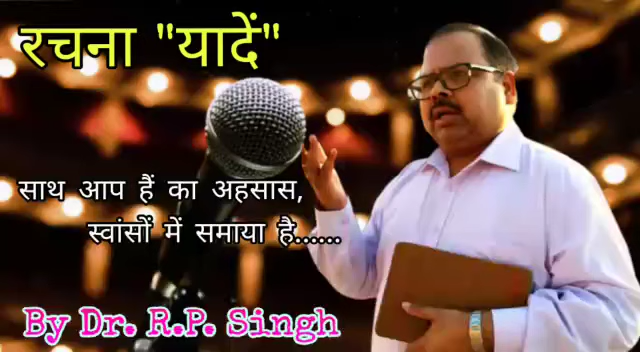 रचना "यादें"
साथ आप हैं का अहसास,
स्वांसों में समाया है......
By Dr. R.P. Singh